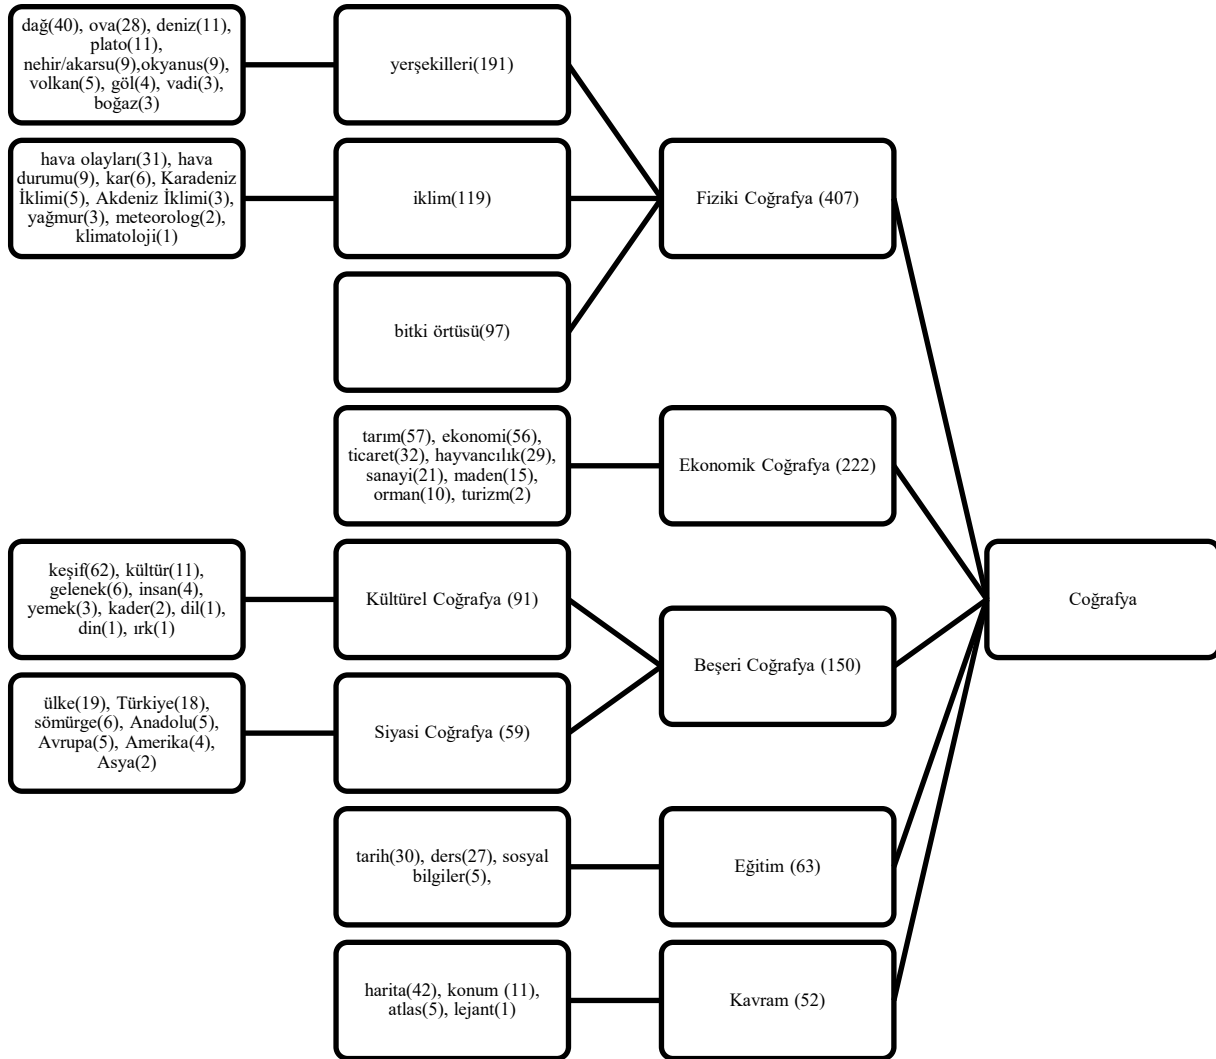 dağ(40), ova(28), deniz(11),
plato(11),
nehir/akarsu(9),okyanus(9),
volkan(5), göl(4), vadi(3),
boğaz(3)
yerşekilleri(191)
hava olayları(31), hava
durumu(9), kar(6), Karadeniz
İklimi(5), Akdeniz İklimi(3),
yağmur(3), meteorolog(2),
klimatoloji(1)
iklim(119)
Fiziki Coğrafya (407)
bitki örtüsü(97)
tarım(57), ekonomi(56),
ticaret(32), hayvancılık(29),
sanayi(21), maden(15),
orman(10), turizm(2)
Ekonomik Coğrafya (222)
keşif(62), kültür(11),
gelenek(6), insan(4),
yemek(3), kader(2), dil(1),
din(1), ırk(1)
Kültürel Coğrafya (91)
Coğrafya
Beşeri Coğrafya (150)
ülke(19), Türkiye(18),
sömürge(6), Anadolu(5),
Avrupa(5), Amerika(4),
Asya(2)
Siyasi Coğrafya (59)
tarih(30), ders(27), sosyal
bilgiler(5),
Eğitim (63)
harita(42), konum (11),
atlas(5), lejant(1)
Kavram (52)